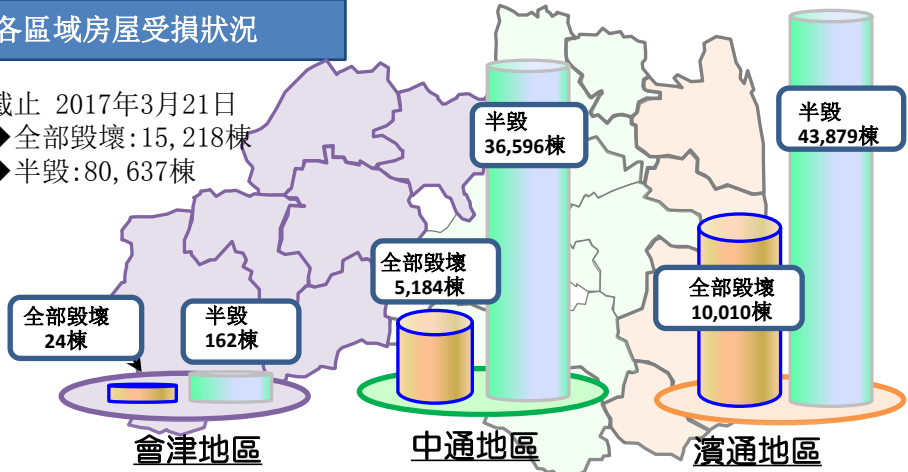 各區域房屋受損狀況
截止 2017年3月21日
◆全部毀壞:15,218棟
◆半毀:80,637棟
半毀
43,879棟
半毀
36,596棟
全部毀壞
5,184棟
全部毀壞
10,010棟
全部毀壞
24棟
半毀
162棟
會津地區
中通地區
濱通地區